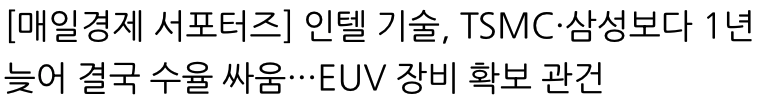 [매일경제 서포터즈] 인텔 기술, TSMC·삼성보다 1년
늦어 결국 수율 싸움…EUV 장비 확보 관건